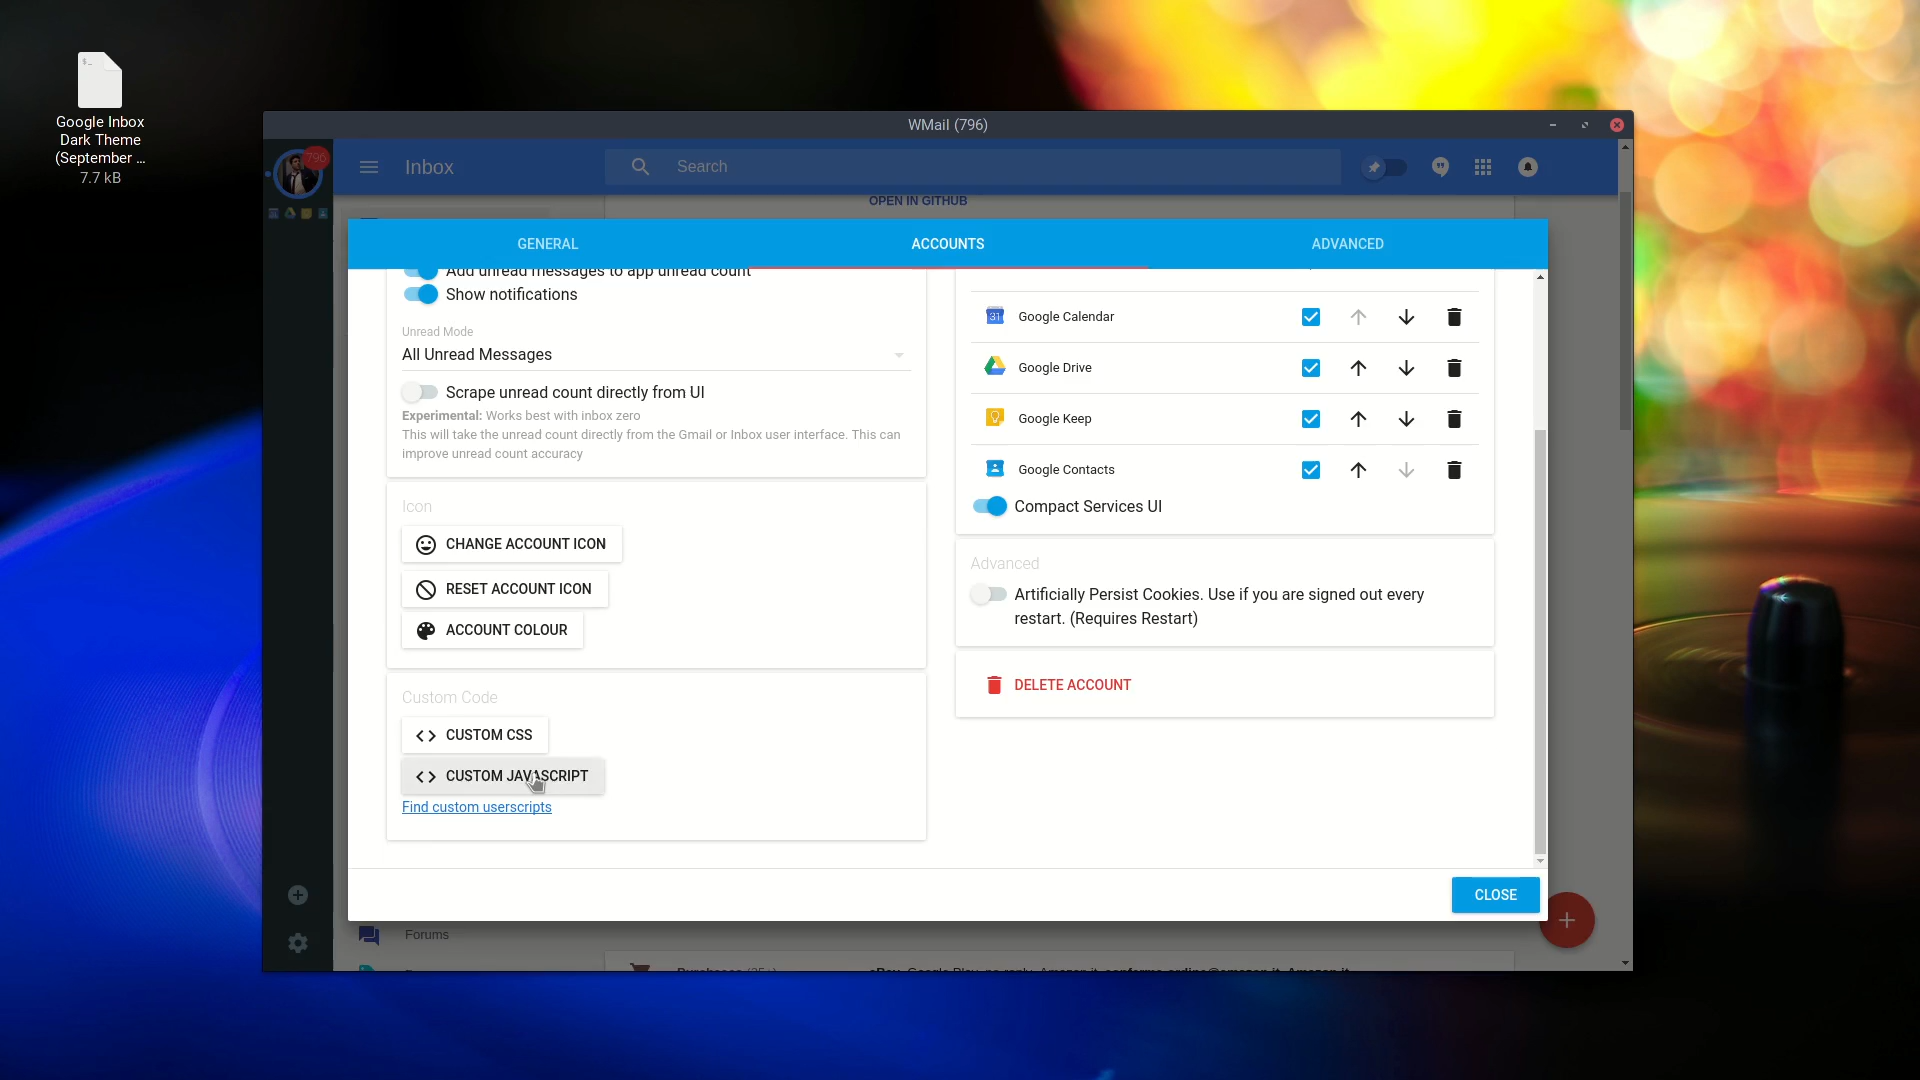 Google Inbox
Dark Theme
(September ...
7.7 kB
WMail (796)
796
Inbox
Search
OPEN IN GITHUB
GENERAL
ACCOUNTS
ADVANCED
Add unread messages to app unread count
Show notifications
Unread Mode
All Unread Messages
Scrape unread count directly from UI
Experimental: Works best with inbox zero
This will take the unread count directly from the Gmail or Inbox user interface. This can
improve unread count accuracy
Icon
CHANGE ACCOUNT ICON
RESET ACCOUNT ICON
ACCOUNT COLOUR
Custom Code
CUSTOM CSS
CUSTOM JAVASCRIPT
Find custom userscripts
31
Google Calendar
Google Drive
Google Keep
Google Contacts
Compact Services UI
Advanced
Artificially Persist Cookies. Use if you are signed out every
restart. (Requires Restart)
DELETE ACCOUNT
CLOSE
Forums